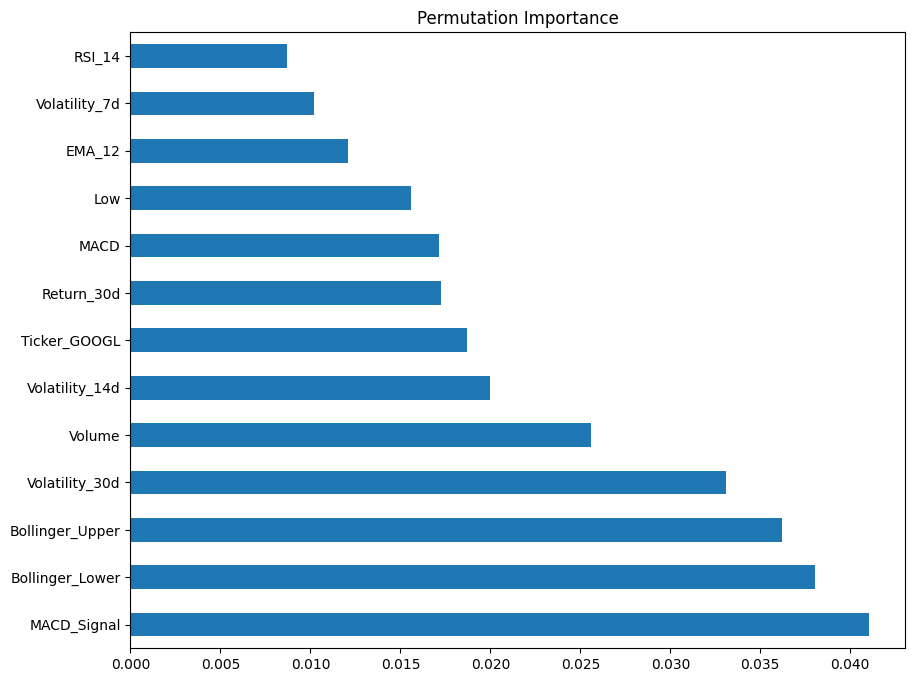 Permutation Importance
RSI_14
Volatility_7d
EMA_12
Low
MACD
Return_30d
Ticker_GOOGL
Volatility_14d
Volume
Volatility_30d
Bollinger_Upper
Bollinger_Lower
MACD_Signal
0.000 0.005 0.010 0.015 0.020 0.025 0.030 0.035 0.040